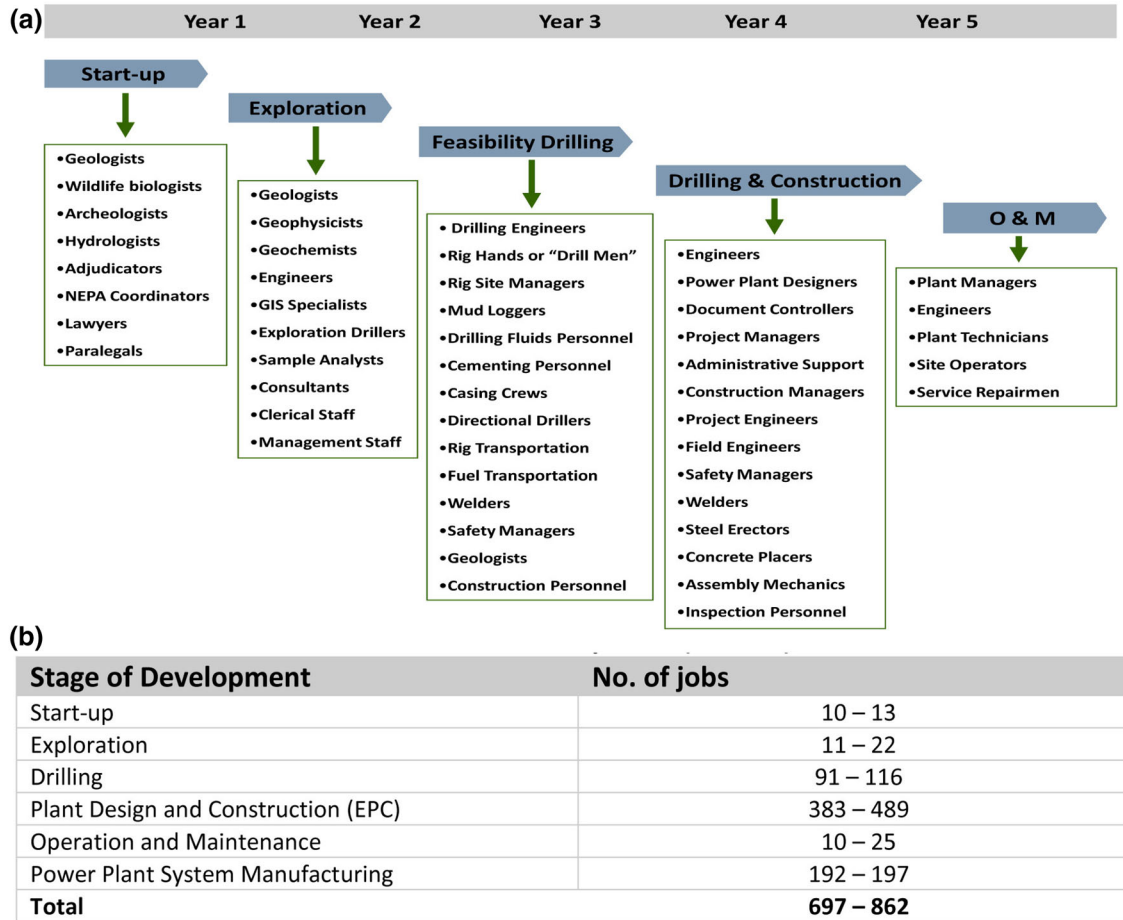 (a)
Year 1 Year 2 Year 3 Year 4 Year 5
Start-up
•Geologists
•Wildlife biologists
•Archeologists
•Hydrologists
•Adjudicators
•NEPA Coordinators
•Lawyers
•Paralegals
Exploration
•Geologists
•Geophysicists
•Geochemists
•Engineers
•GIS Specialists
•Exploration Drillers
•Sample Analysts
•Consultants
•Clerical Staff
•Management Staff
Feasibility Drilling
• Drilling Engineers
•Rig Hands or “Drill Men”
•Rig Site Managers
•Mud Loggers
•Drilling Fluids Personnel
•Cementing Personnel
•Casing Crews
•Directional Drillers
•Rig Transportation
•Fuel Transportation
•Welders
•Safety Managers
•Geologists
•Construction Personnel
Drilling & Construction
•Engineers
•Power Plant Designers
•Document Controllers
•Project Managers
•Administrative Support
•Construction Managers
•Project Engineers
•Field Engineers
•Safety Managers
•Welders
•Steel Erectors
•Concrete Placers
•Assembly Mechanics
•Inspection Personnel
O & M
•Plant Managers
•Engineers
•Plant Technicians
•Site Operators
•Service Repairmen
(b)
Stage of Development No. of jobs
Start-up 10 – 13
Exploration 11 – 22
Drilling 91 – 116
Plant Design and Construction (EPC) 383 – 489
Operation and Maintenance 10 – 25
Power Plant System Manufacturing 192 – 197
Total 697 – 862